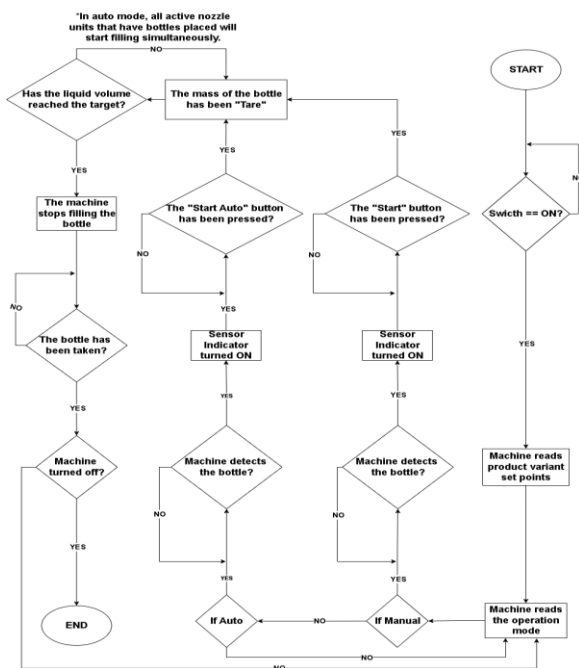 *In auto mode, all active nozzle
units that have bottles placed will
start filling simultaneously.
NO
START
Has the liquid volume
reached the target?
The mass of the bottle
has been "Tare"
YES
YES
YES
NO
The machine
stops filling the
bottle
The "Start Auto" button
has been pressed?
The "Start" button
has been pressed?
Swicth == ON?
NO
NO
NO
YES
YES
The bottle has
been taken?
Sensor
Indicator
turned ON
Sensor
Indicator
turned ON
YES
YES
YES
YES
Machine
turned off?
Machine detects
the bottle?
Machine detects
the bottle?
Machine reads
product variant
set points
NO
NO
YES
YES
YES
END
If Auto
NO
If Manual
NO
Machine reads
the operation
mode
NO
NO
NO